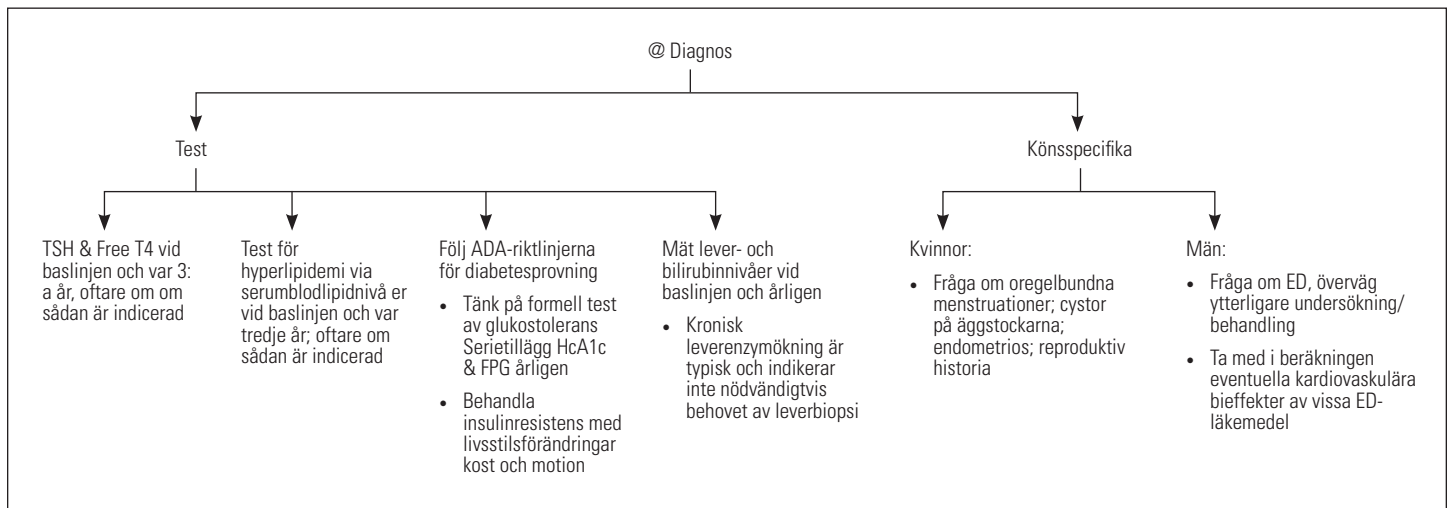 @ Diagnos
Test
Könsspecifika
TSH & Free T4 vid
baslinjen och var 3:
a år, oftare om om
sådan är indicerad
Test för
hyperlipidemi via
serumblodlipidnivå er
vid baslinjen och var
tredje år; oftare om
sådan är indicerad
Följ ADA-riktlinjerna
för diabetesprovning
• Tänk på formell test
av glukostolerans
Serietillägg HcA1c
& FPG årligen
• Behandla
insulinresistens med
livsstilsförändringar
kost och motion
Mät lever- och
bilirubinnivåer vid
baslinjen och årligen
• Kronisk
leverenzymökning är
typisk och indikerar
inte nödvändigtvis
behovet av leverbiopsi
Kvinnor:
• Fråga om oregelbundna
menstruationer; cystor
på äggstockarna;
endometrios; reproduktiv
historia
Män:
• Fråga om ED, överväg
ytterligare undersökning/
behandling
• Ta med i beräkningen
eventuella kardiovaskulära
bieffekter av vissa ED-
läkemedel